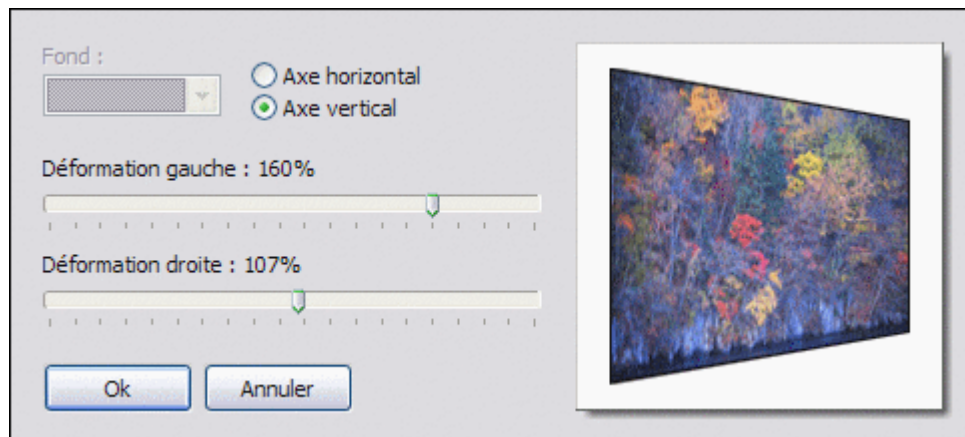 Fond :
Axe horizontal
Axe vertical
Déformation gauche : 160%
Déformation droite : 107%
Ok
Annuler